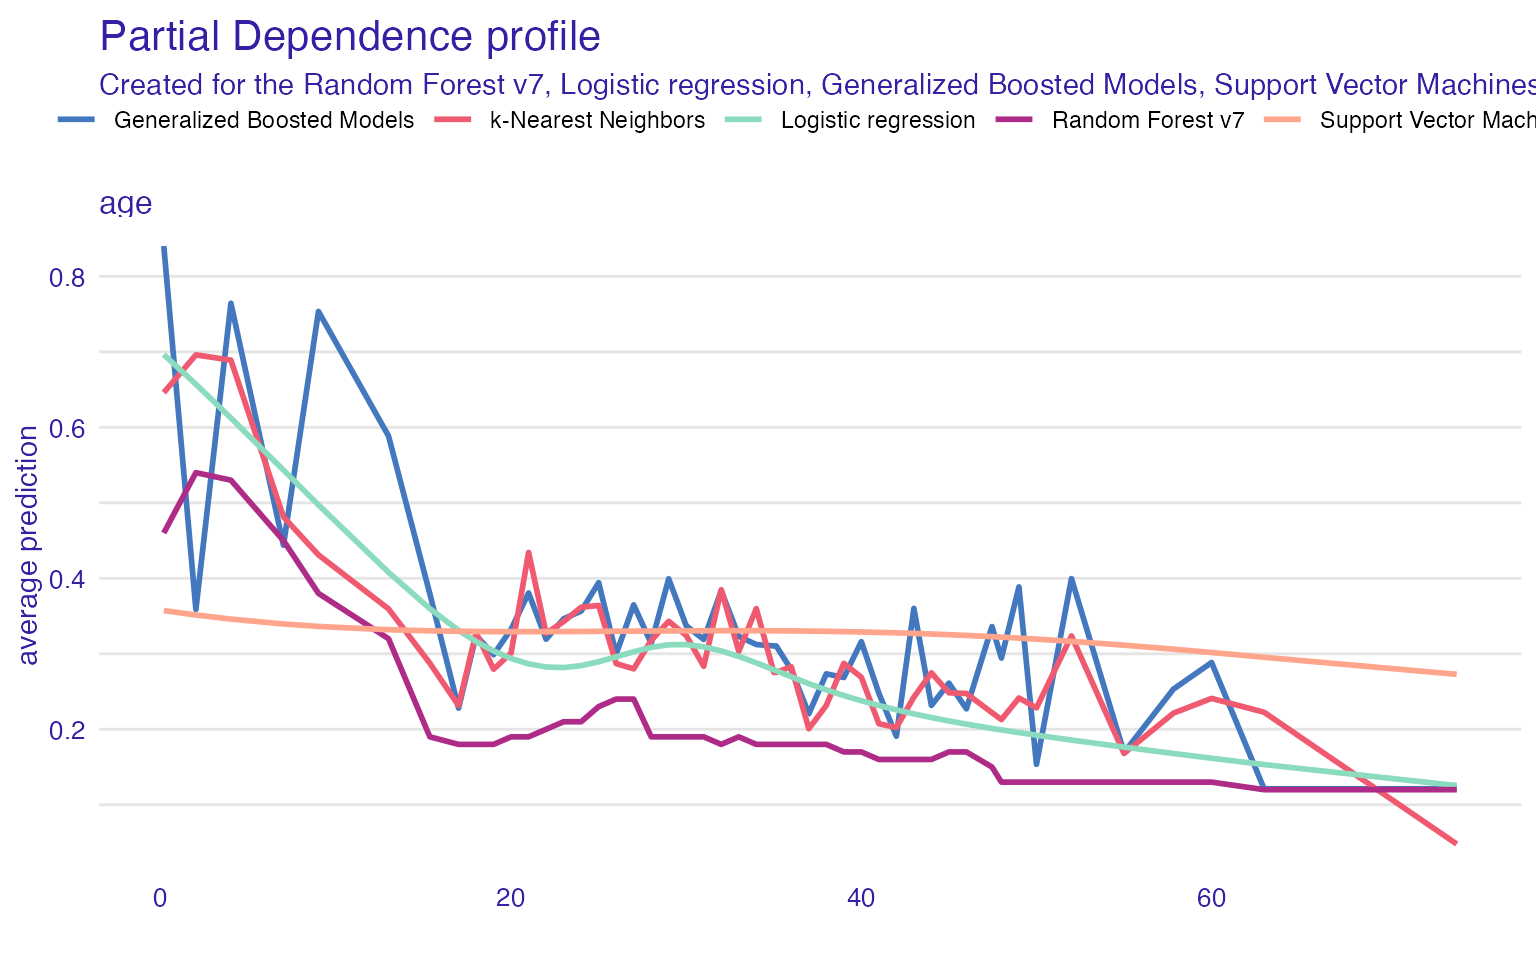 Partial Dependence profile
Created for the Random Forest v7, Logistic regression, Generalized Boosted Models, Support Vector Machines
Generalized Boosted Models k-Nearest Neighbors Logistic regression Random Forest v7 Support Vector Mach
age
average prediction
0.8
0.6
0.4
0.2
0 20 40 60